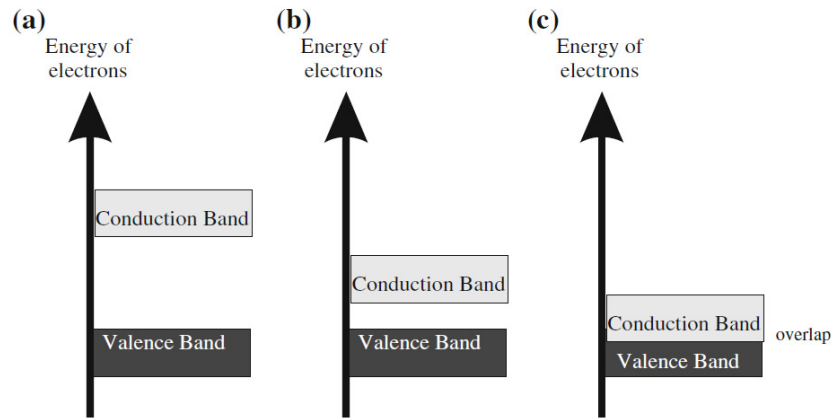 (a)
Energy of
electrons
Conduction Band
Valence Band
(b)
Energy of
electrons
Conduction Band
Valence Band
(c)
Energy of
electrons
Conduction Band
overlap
Valence Band